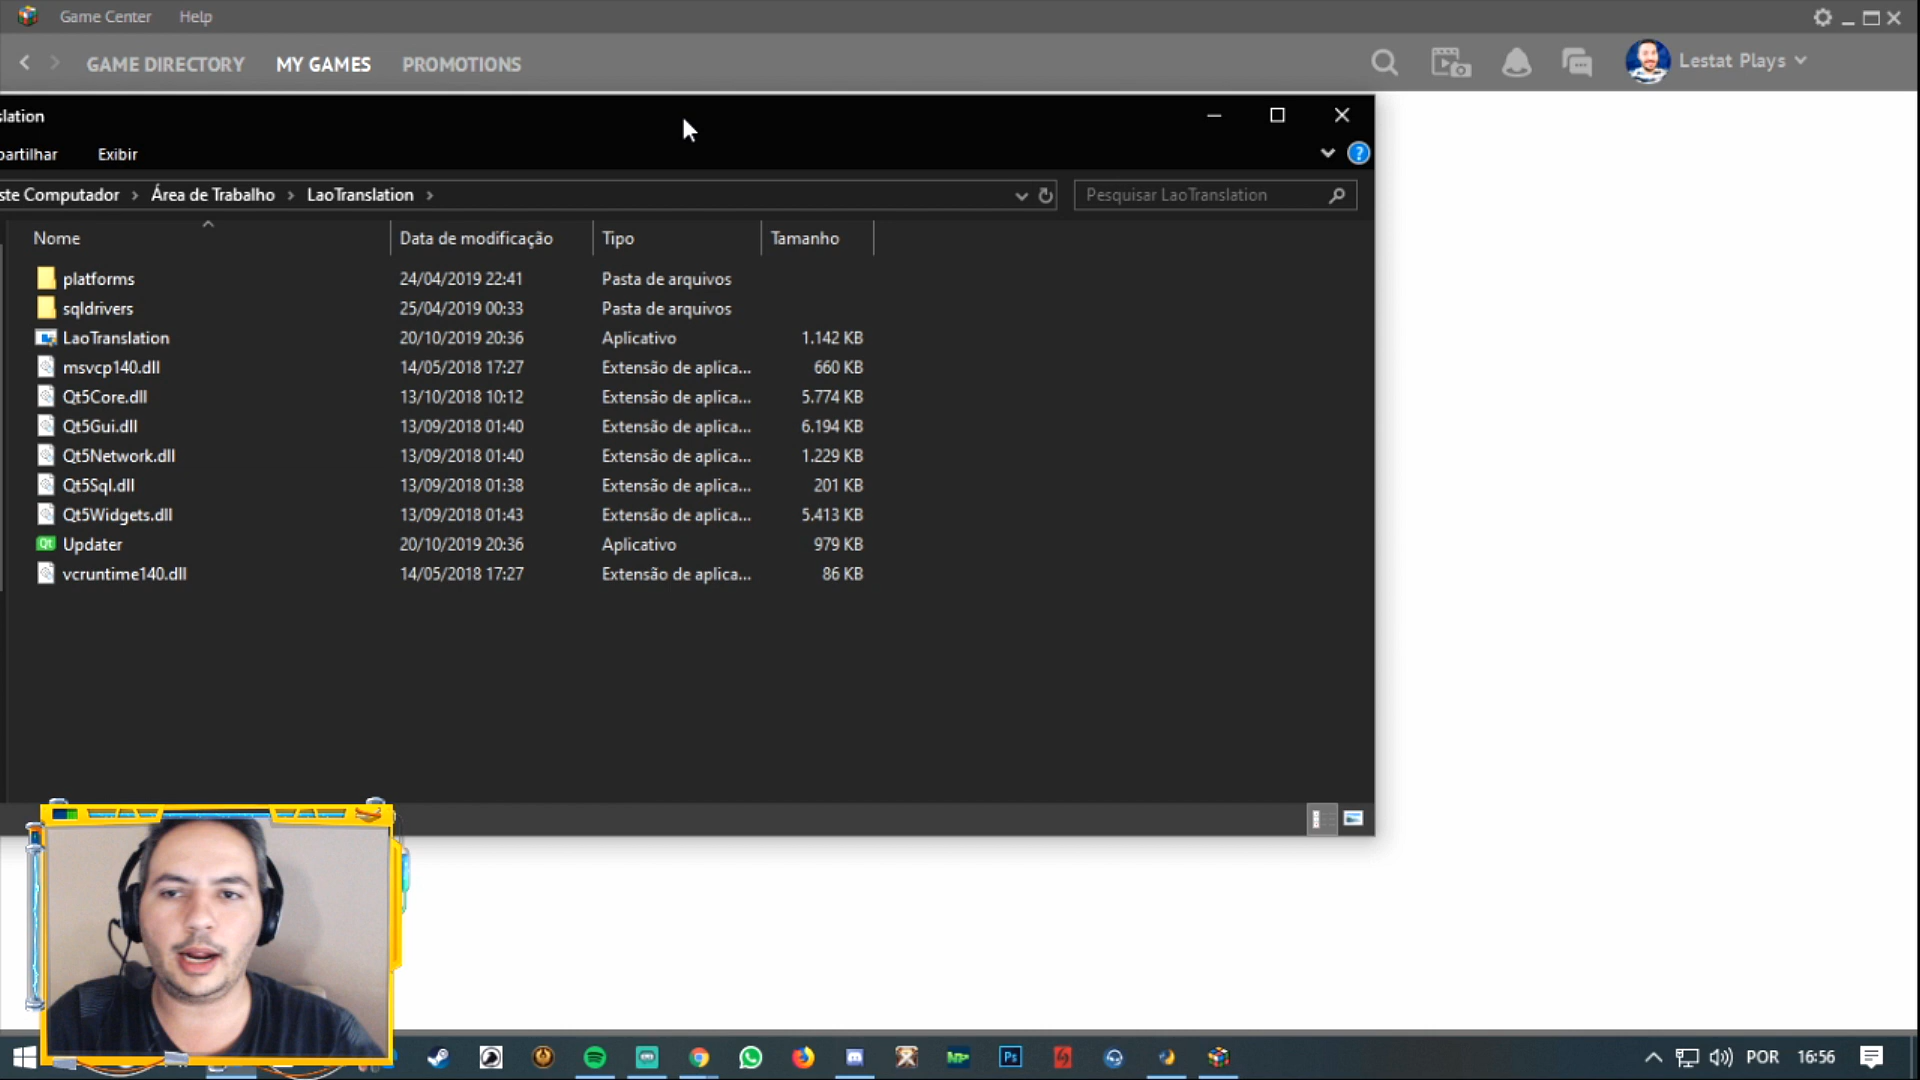 Game Center Help
GAME DIRECTORY MY GAMES PROMOTIONS
Lestat Plays
slation
partilhar Exibir
ste Computador > Área de Trabalho > LaoTranslation >
Pesquisar LaoTranslation
Nome Data de modificação Tipo Tamanho
platforms 24/04/2019 22:41 Pasta de arquivos
sqldrivers 25/04/2019 00:33 Pasta de arquivos
LaoTranslation 20/10/2019 20:36 Aplicativo 1.142 KB
msvcp140.dll 14/05/2018 17:27 Extensão de aplica... 660 KB
Qt5Core.dll 13/10/2018 10:12 Extensão de aplica... 5.774 KB
Qt5Gui.dll 13/09/2018 01:40 Extensão de aplica... 6.194 KB
Qt5Network.dll 13/09/2018 01:40 Extensão de aplica... 1.229 KB
Qt5Sql.dll 13/09/2018 01:38 Extensão de aplica... 201 KB
Qt5Widgets.dll 13/09/2018 01:43 Extensão de aplica... 5.413 KB
Qt Updater 20/10/2019 20:36 Aplicativo 979 KB
vcruntime140.dll 14/05/2018 17:27 Extensão de aplica... 86 KB
Ps
POR 16:56